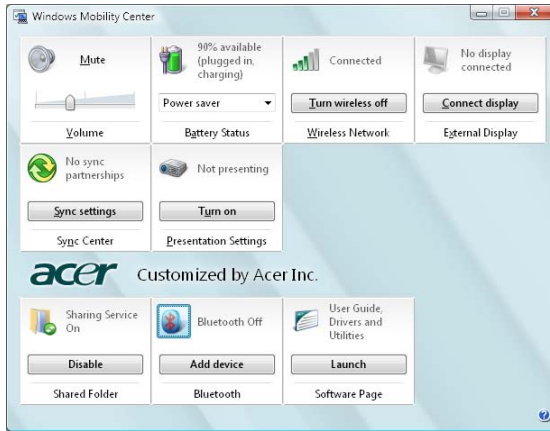 Windows Mobility Center
Mute
Volume
90% available
(plugged in,
charging)
Power saver
Battery Status
Connected
Turn wireless off
Wireless Network
No display
connected
Connect display
External Display
No sync
partnerships
Sync settings
Sync Center
Not presenting
Turn on
Presentation Settings
acer Customized by Acer Inc.
Sharing Service
On
Disable
Shared Folder
Bluetooth Off
Add device
Bluetooth
User Guide,
Drivers and
Utilities
Launch
Software Page